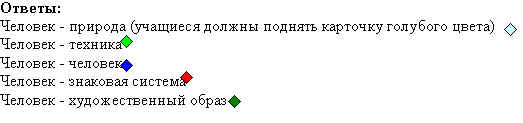 Ответы:
Человек - природа (учащиеся должны поднять карточку голубого цвета)
Человек - техника
Человек - человек
Человек - знаковая система
Человек - художественный образ